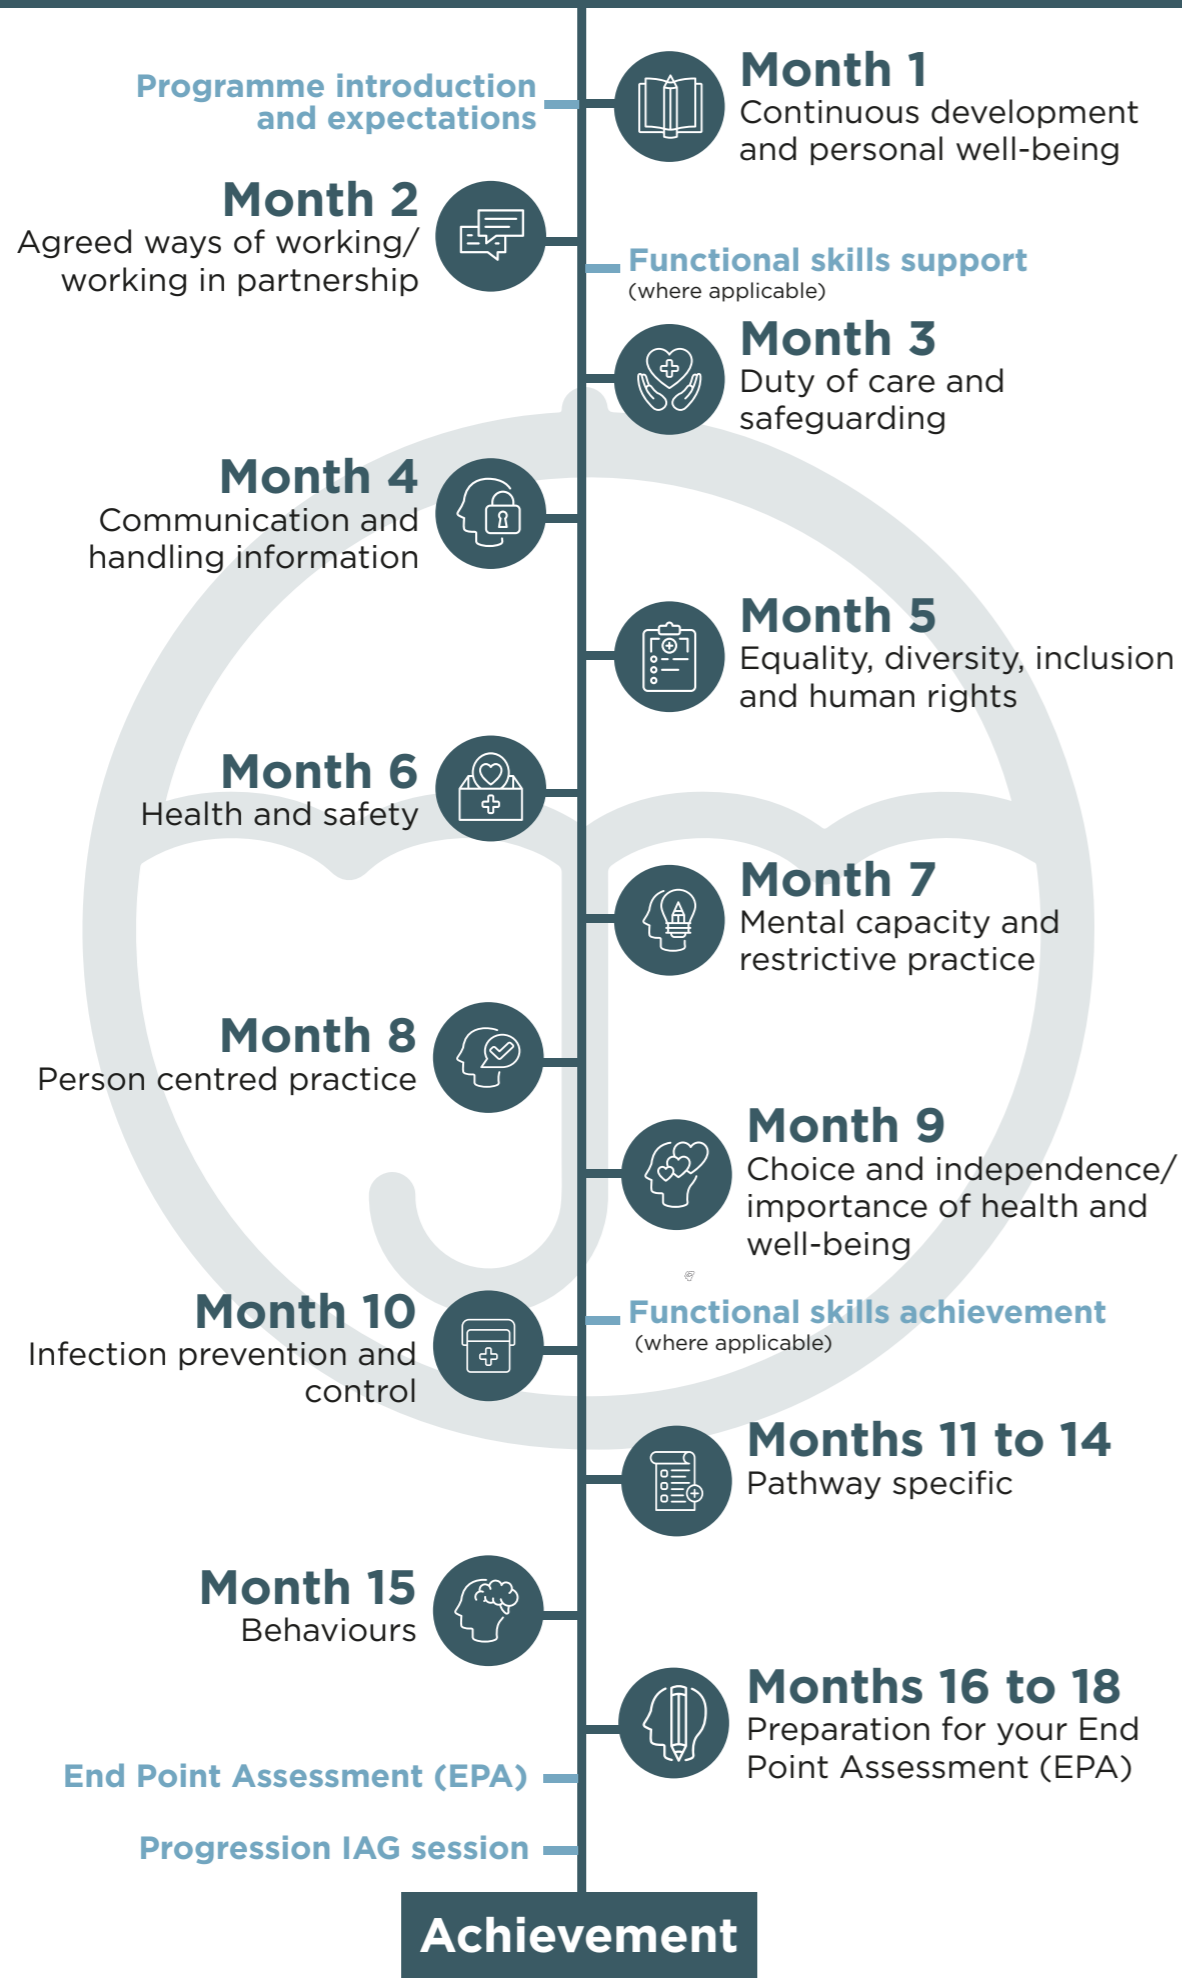 Programme introduction
and expectations
Month 1
Continuous development
and personal well-being
Month 2
Agreed ways of working/
working in partnership
Functional skills support
(where applicable)
Month 3
Duty of care and
safeguarding
Month 4
Communication and
handling information
Month 5
Equality, diversity, inclusion
and human rights
Month 6
Health and safety
Month 7
Mental capacity and
restrictive practice
Month 8
Person centred practice
Month 9
Choice and independence/
importance of health and
well-being
Month 10
Infection prevention and
control
Functional skills achievement
(where applicable)
Months 11 to 14
Pathway specific
Month 15
Behaviours
Months 16 to 18
Preparation for your End
Point Assessment (EPA)
End Point Assessment (EPA)
Progression IAG session
Achievement